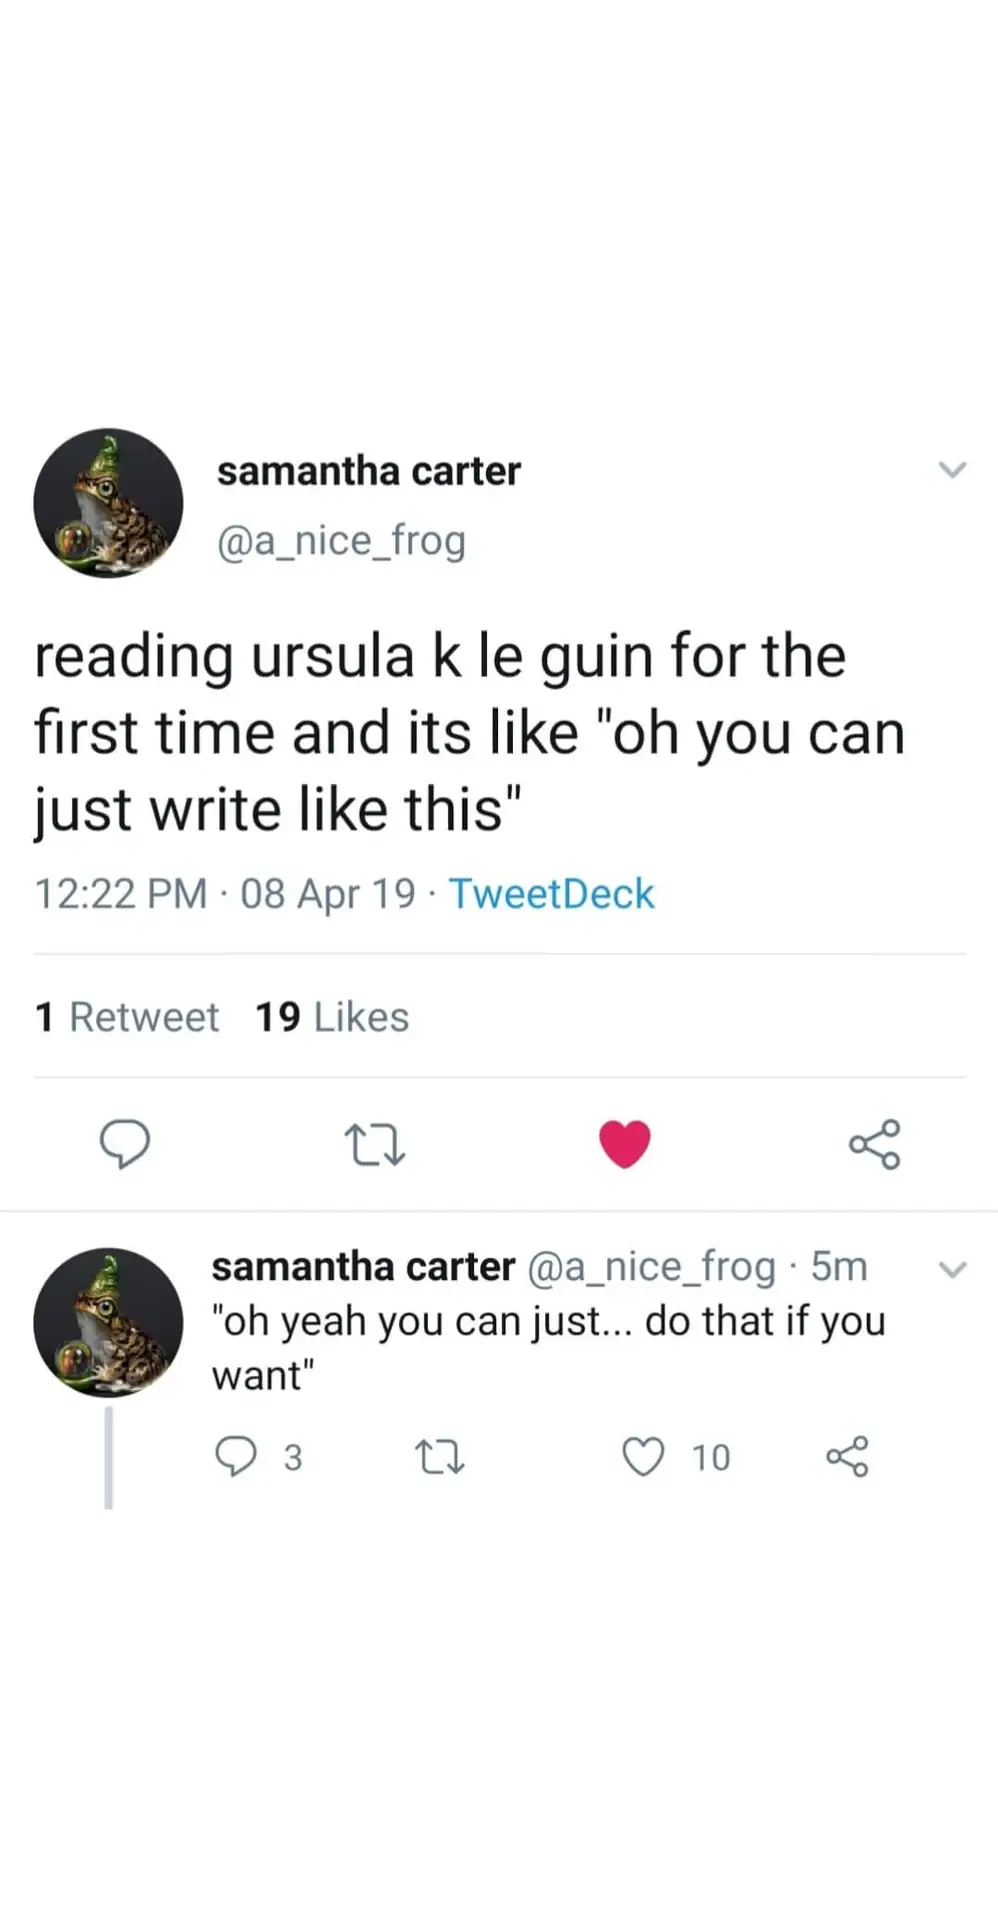 samantha carter
@a_nice_frog
reading ursula k le guin for the
first time and its like "oh you can
just write like this"
12:22 PM · 08 Apr 19 · TweetDeck
1 Retweet 19 Likes
samantha carter @a_nice_frog · 5m
"oh yeah you can just... do that if you
want"
3 10